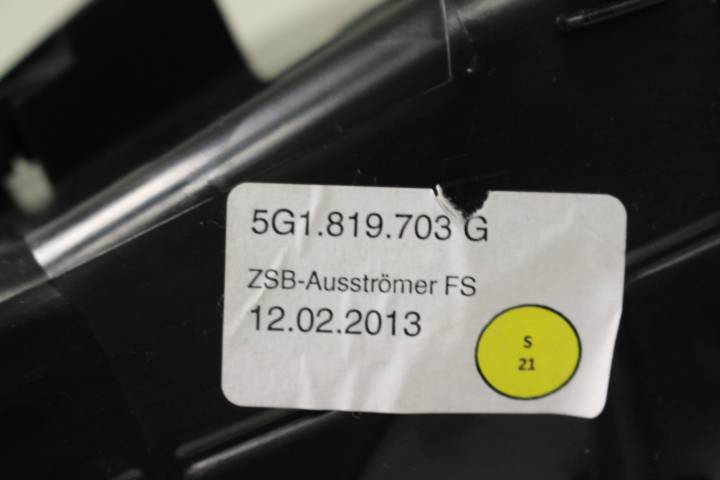 5G1.819.703 G
ZSB-Ausströmer FS
12.02.2013
S
21